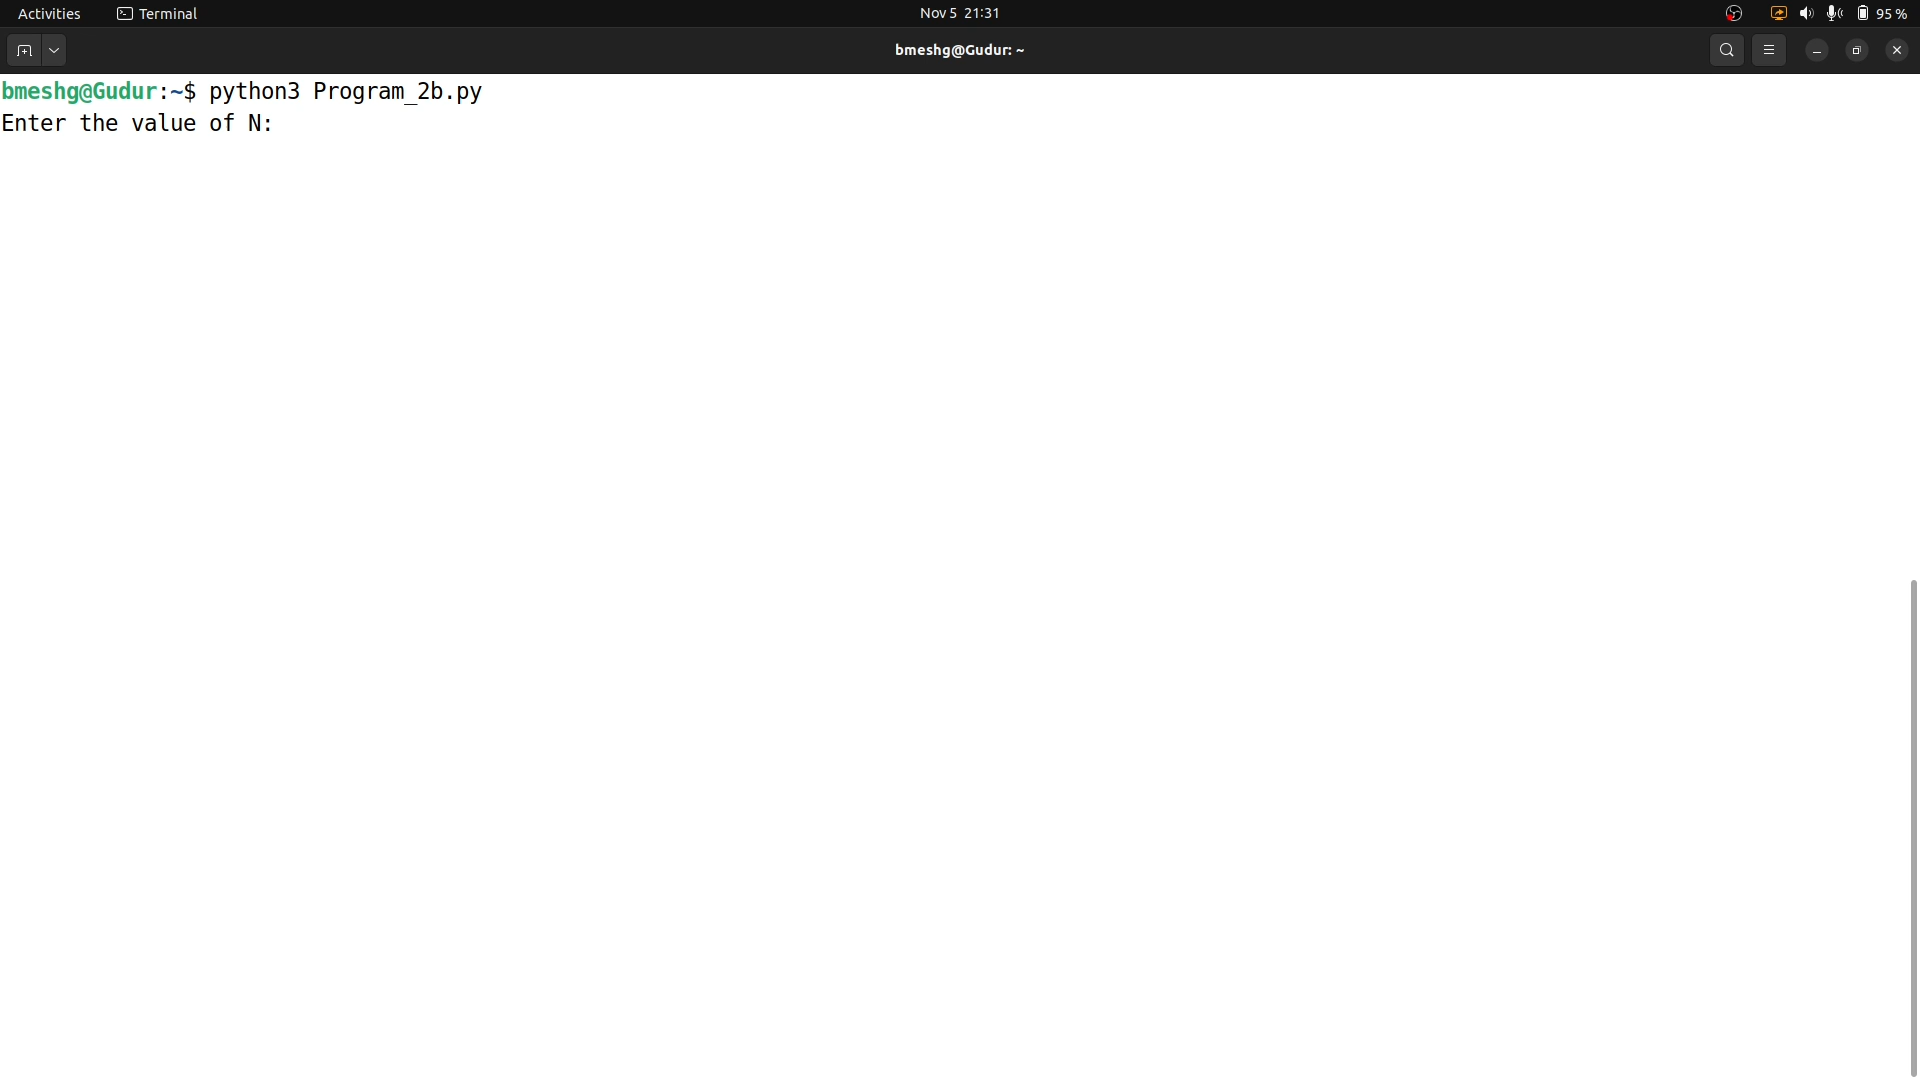 Activities Terminal Nov 5 21:31 95 %
bmeshg@Gudur: ~
bmeshg@Gudur:~$ python3 Program_2b.py
Enter the value of N: